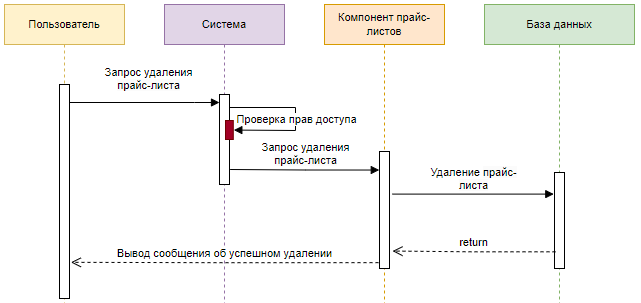 Пользователь
Система
Компонент прайс-
листов
База данных
Запрос удаления
прайс-листа
Проверка прав доступа
Запрос удаления
прайс-листа
Удаление прайс-
листа
return
Вывод сообщения об успешном удалении